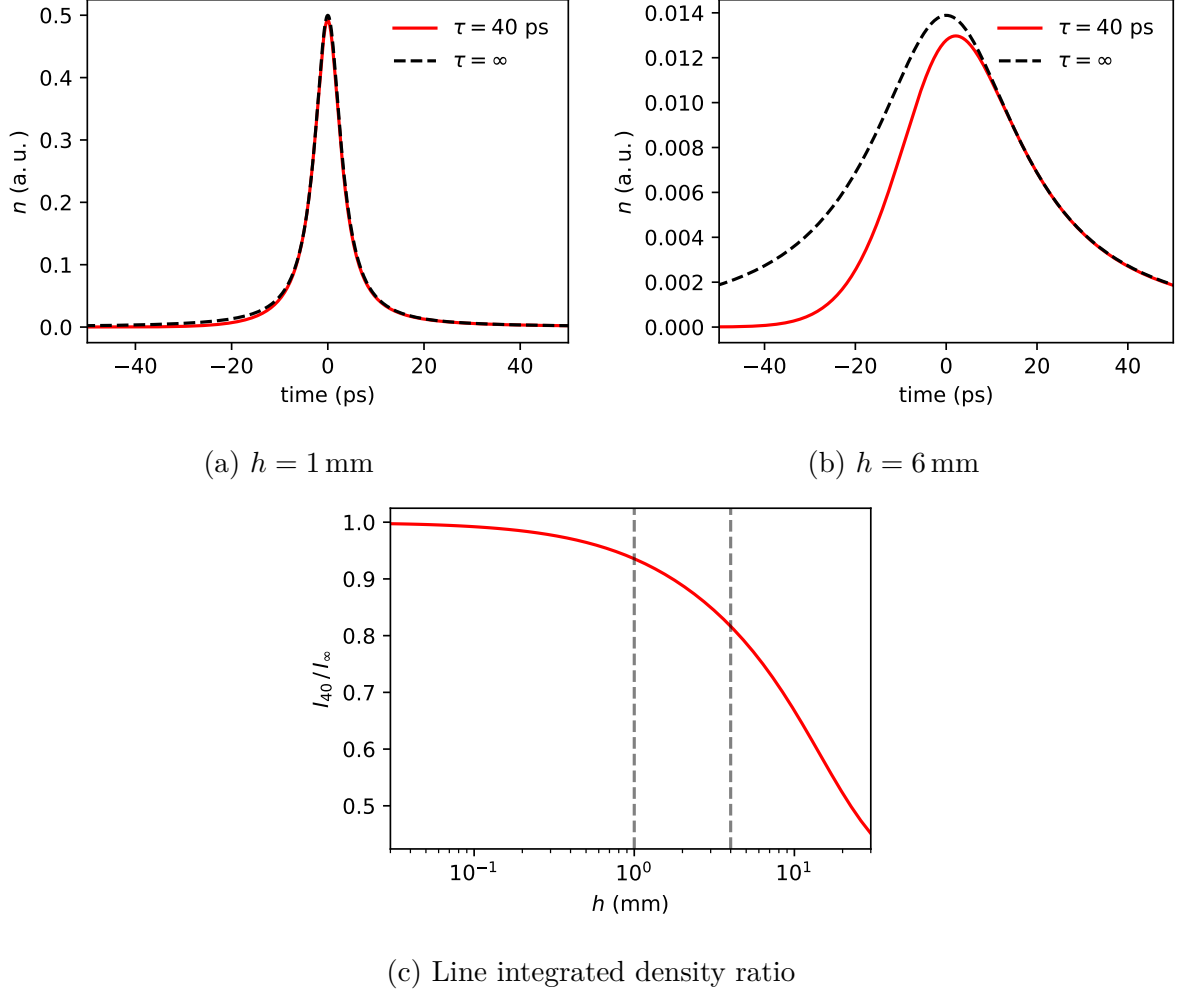 0.5
0.4
0.3
0.2
0.1
0.0
n (a. u. )
τ = 40 ps
τ = ∞
−40 −20 0 20 40
time (ps)
(a) h = 1 mm
0.014
0.012
0.010
0.008
0.006
0.004
0.002
0.000
n (a. u. )
τ = 40 ps
τ = ∞
−40 −20 0 20 40
time (ps)
(b) h = 6 mm
1.0
0.9
0.8
0.7
0.6
0.5
I₄₀/I∞
10⁻¹ 10⁰ 10¹
h (mm)
(c) Line integrated density ratio